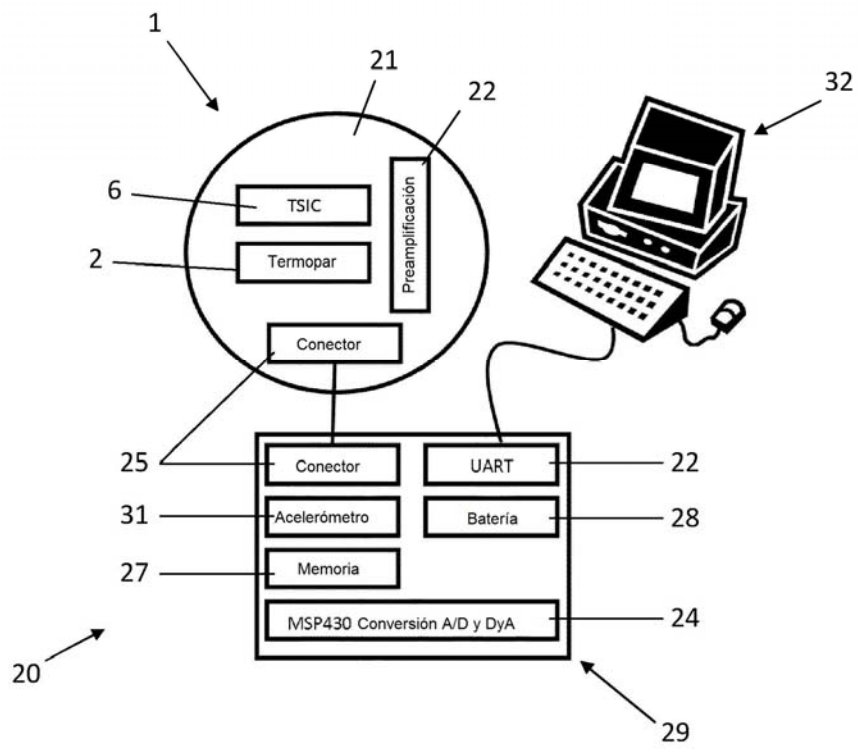 1
21
22
32
6
TSIC
Preamplificación
2
Termopar
Conector
25
Conector
UART
22
31
Acelerómetro
Batería
28
27
Memoria
MSP430 Conversión A/D y DyA
24
20
29